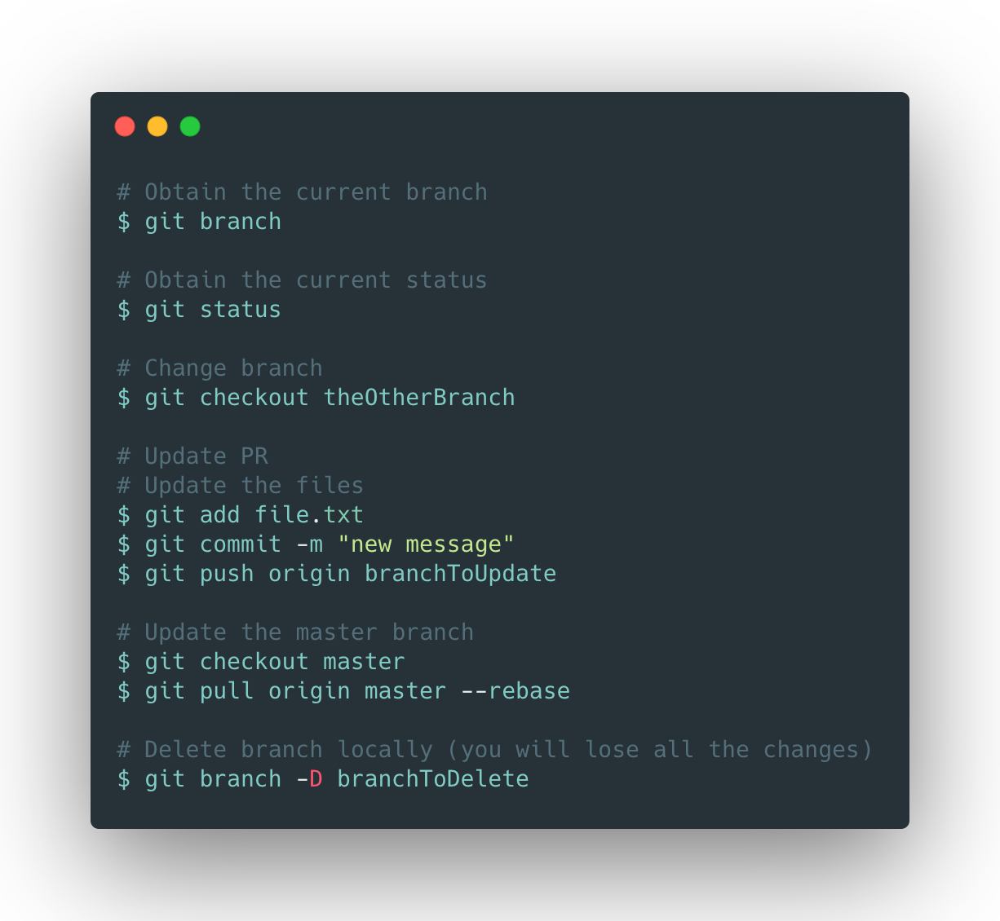 # Obtain the current branch
$ git branch
# Obtain the current status
$ git status
# Change branch
$ git checkout theOtherBranch
# Update PR
# Update the files
$ git add file.txt
$ git commit -m "new message"
$ git push origin branchToUpdate
# Update the master branch
$ git checkout master
$ git pull origin master --rebase
# Delete branch locally (you will lose all the changes)
$ git branch -D branchToDelete